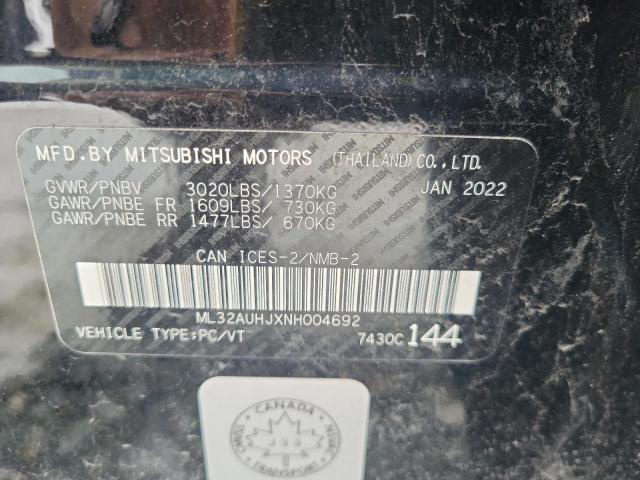 MFD.BY MITSUBISHI MOTORS (THAILAND)CO.,LTD.
GVWR/PNBV 3020LBS/1370KG JAN 2022
GAWR/PNBE FR 1609LBS/ 730KG
GAWR/PNBE RR 1477LBS/ 670KG
CAN ICES-2/NMB-2
ML32AUHJXNH004692
VEHICLE TYPE:PC/VT 7430C 144
CANADA
TRANSPORT